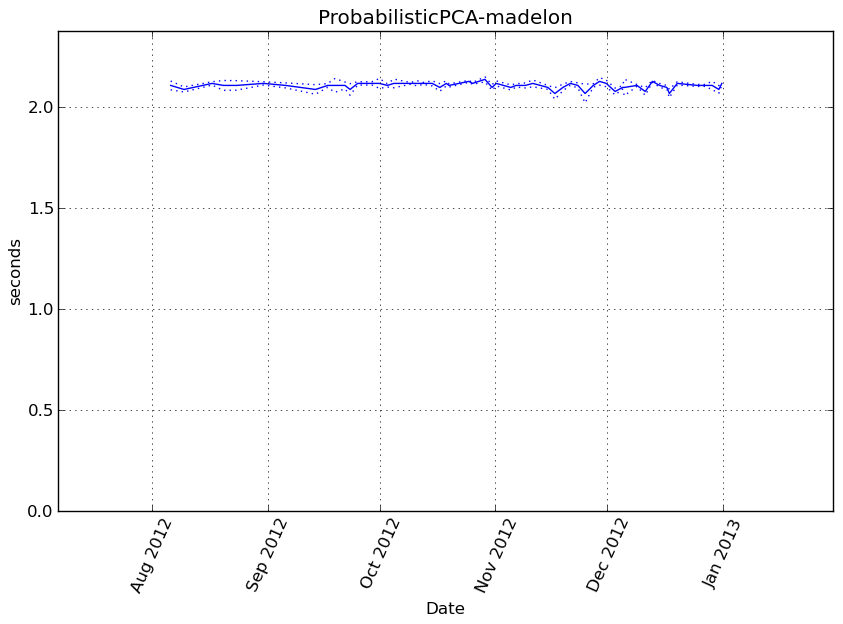 ProbabilisticPCA-madelon
seconds
2.0
1.5
1.0
0.5
0.0
Aug 2012
Sep 2012
Oct 2012
Nov 2012
Dec 2012
Jan 2013
Date